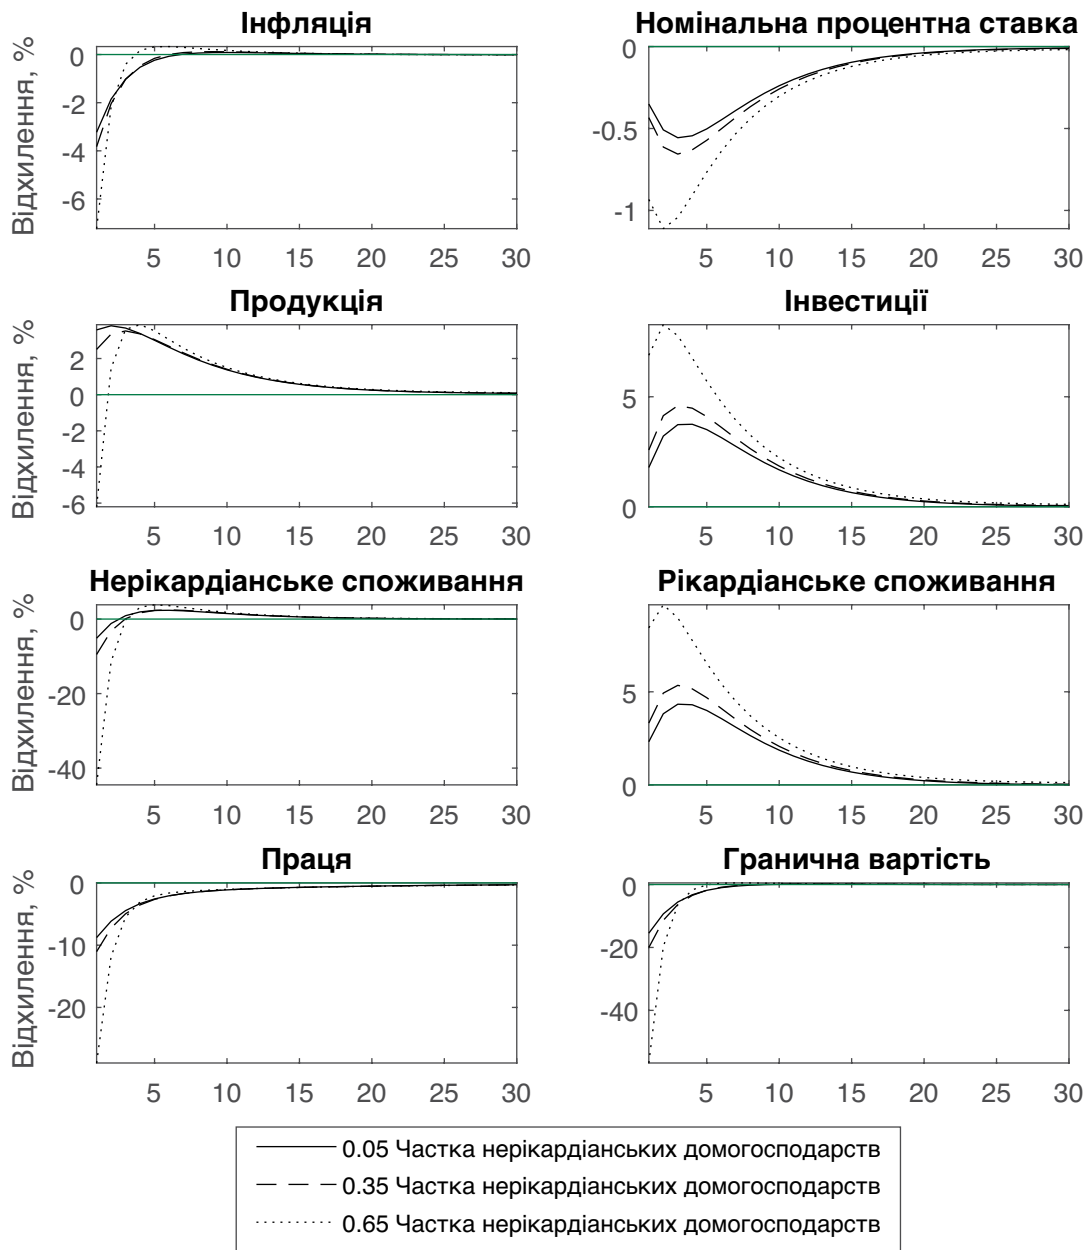 Інфляція
Номінальна процентна ставка
Відхилення, %
0
-2
-4
-6
5 10 15 20 25 30
0
-0.5
-1
5 10 15 20 25 30
Продукція
Інвестиції
Відхилення, %
2
0
-2
-4
-6
5 10 15 20 25 30
5
0
5 10 15 20 25 30
Нерікардіанське споживання
Рікардіанське споживання
Відхилення, %
0
-20
-40
5 10 15 20 25 30
5
0
5 10 15 20 25 30
Праця
Гранична вартість
Відхилення, %
0
-10
-20
5 10 15 20 25 30
0
-20
-40
5 10 15 20 25 30
0.05 Частка нерікардіанських домогосподарств
0.35 Частка нерікардіанських домогосподарств
0.65 Частка нерікардіанських домогосподарств